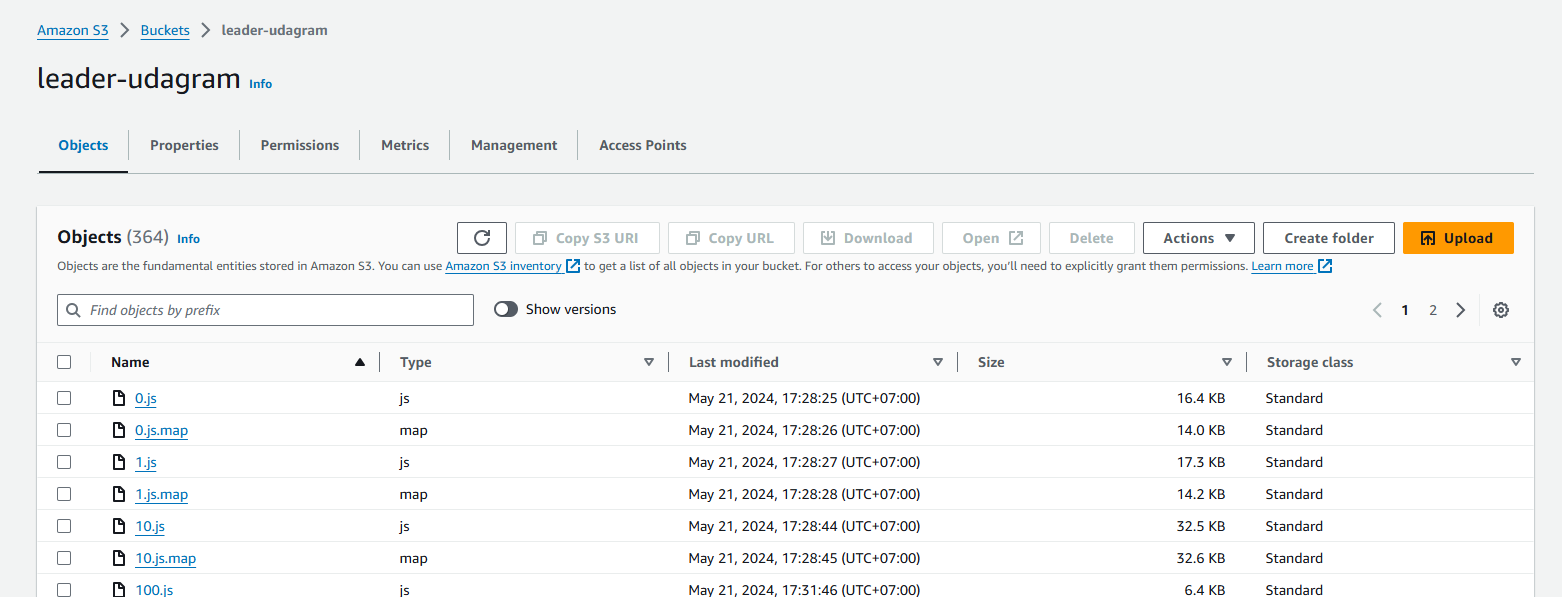 Amazon S3 Buckets leader-udagram
leader-udagram Info
Objects Properties Permissions Metrics Management Access Points
Objects (364) Info Copy S3 URI Copy URL Download Open Delete Actions Create folder Upload
Objects are the fundamental entities stored in Amazon S3. You can use Amazon S3 inventory to get a list of all objects in your bucket. For others to access your objects, you'll need to explicitly grant them permissions. Learn more
Find objects by prefix Show versions 1 2
Name Type Last modified Size Storage class
0.js js May 21, 2024, 17:28:25 (UTC+07:00) 16.4 KB Standard
0.js.map map May 21, 2024, 17:28:26 (UTC+07:00) 14.0 KB Standard
1.js js May 21, 2024, 17:28:27 (UTC+07:00) 17.3 KB Standard
1.js.map map May 21, 2024, 17:28:28 (UTC+07:00) 14.2 KB Standard
10.js js May 21, 2024, 17:28:44 (UTC+07:00) 32.5 KB Standard
10.js.map map May 21, 2024, 17:28:45 (UTC+07:00) 32.6 KB Standard
100.js js May 21, 2024, 17:31:46 (UTC+07:00) 6.4 KB Standard